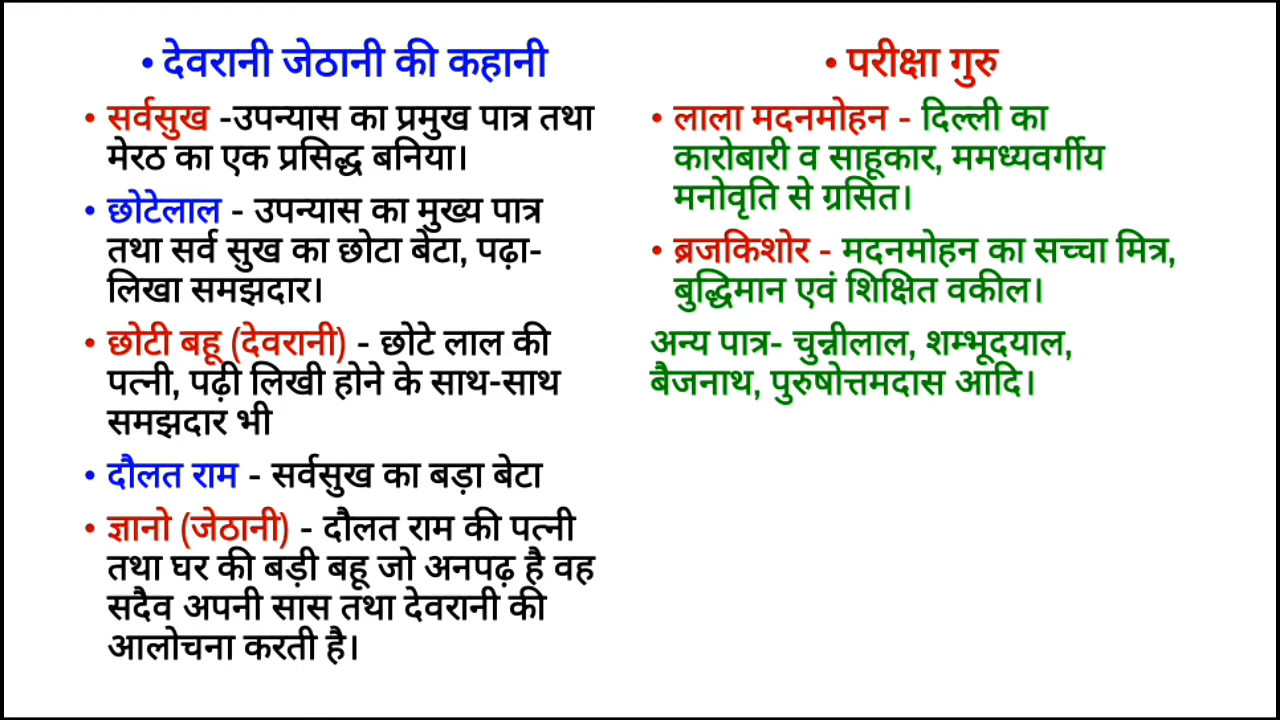 • देवरानी जेठानी की कहानी
• सर्वसुख -उपन्यास का प्रमुख पात्र तथा
मेरठ का एक प्रसिद्ध बनिया।
• छोटेलाल - उपन्यास का मुख्य पात्र
तथा सर्व सुख का छोटा बेटा, पढ़ा-
लिखा समझदार।
• छोटी बहू (देवरानी) - छोटे लाल की
पत्नी, पढ़ी लिखी होने के साथ-साथ
समझदार भी
• दौलत राम - सर्वसुख का बड़ा बेटा
• ज्ञानो (जेठानी) - दौलत राम की पत्नी
तथा घर की बड़ी बहू जो अनपढ़ है वह
सदैव अपनी सास तथा देवरानी की
आलोचना करती है।
• परीक्षा गुरु
• लाला मदनमोहन - दिल्ली का
कारोबारी व साहूकार, ममध्यवर्गीय
मनोवृति से ग्रसित।
• ब्रजकिशोर - मदनमोहन का सच्चा मित्र,
बुद्धिमान एवं शिक्षित वकील।
अन्य पात्र- चुन्नीलाल, शम्भूदयाल,
बैजनाथ, पुरुषोत्तमदास आदि।